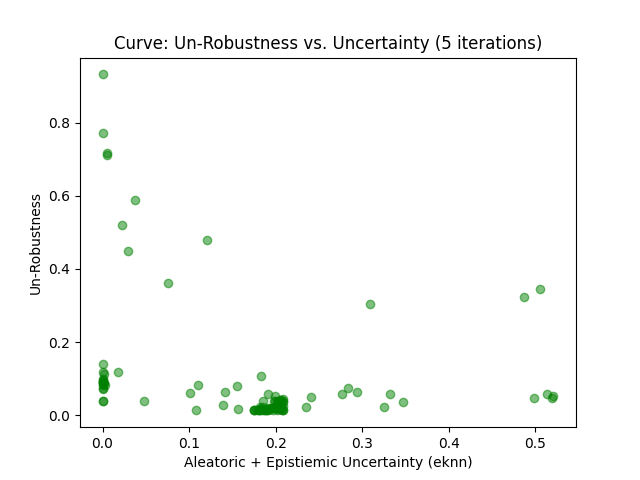 Curve: Un-Robustness vs. Uncertainty (5 iterations)
Un-Robustness
0.8
0.6
0.4
0.2
0.0
0.0 0.1 0.2 0.3 0.4 0.5
Aleatoric + Epistiemic Uncertainty (eknn)